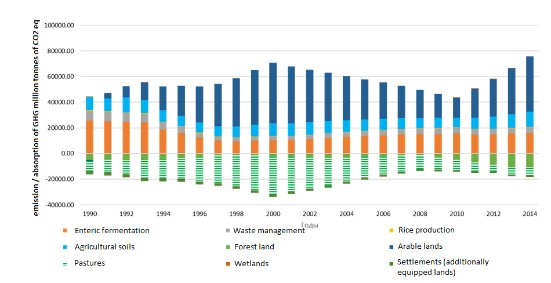 emission / absorption of GHG million tonnes of CO2 eq
100000.00
80000.00
60000.00
40000.00
20000.00
0.00
-20000.00
-40000.00
1990 1992 1994 1996 1998 2000 2002 2004 2006 2008 2010 2012 2014
Годы
Enteric fermentation Waste management Rice production
Agricultural soils Forest land Arable lands
Pastures Wetlands Settlements (additionally
equipped lands)